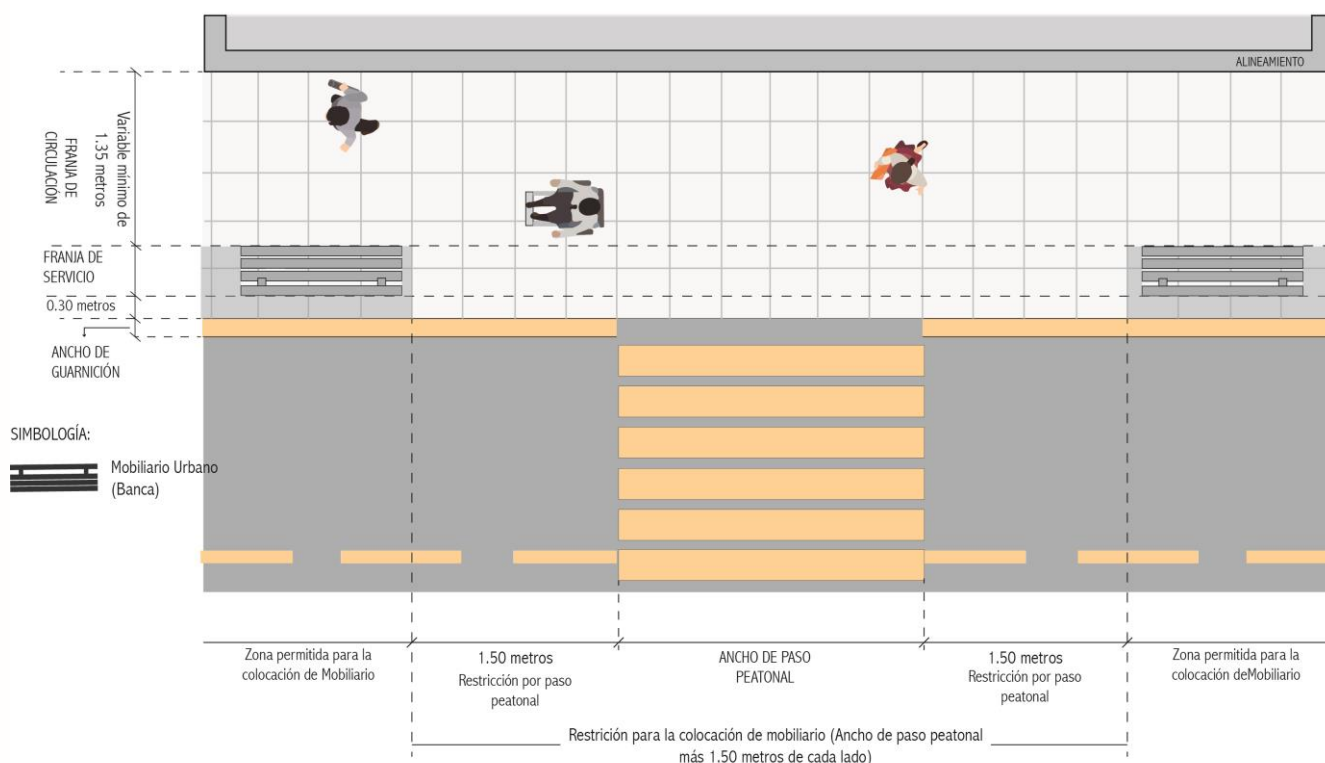 ALINEAMIENTO
Variable mínimo de
1.35 metros
FRANJA DE
CIRCULACIÓN
FRANJA DE
SERVICIO
0.30 metros
ANCHO DE
GUARNICIÓN
SIMBOLOGÍA:
Mobiliario Urbano
(Banca)
Zona permitida para la
colocación de Mobiliario
1.50 metros
Restricción por paso
peatonal
ANCHO DE PASO
PEATONAL
1.50 metros
Restricción por paso
peatonal
Zona permitida para la
colocación deMobiliario
Restrición para la colocación de mobiliario (Ancho de paso peatonal
más 1.50 metros de cada lado)